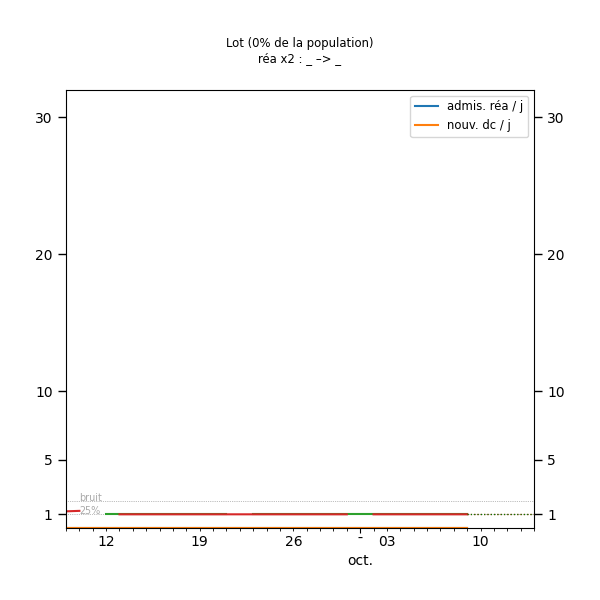 Lot (0% de la population)
réa x2 : _ –> _
admis. réa / j
nouv. dc / j
30 30
20 20
10 10
5 5
bruit
25%
1 1
12 19 26 - 03 10
oct.